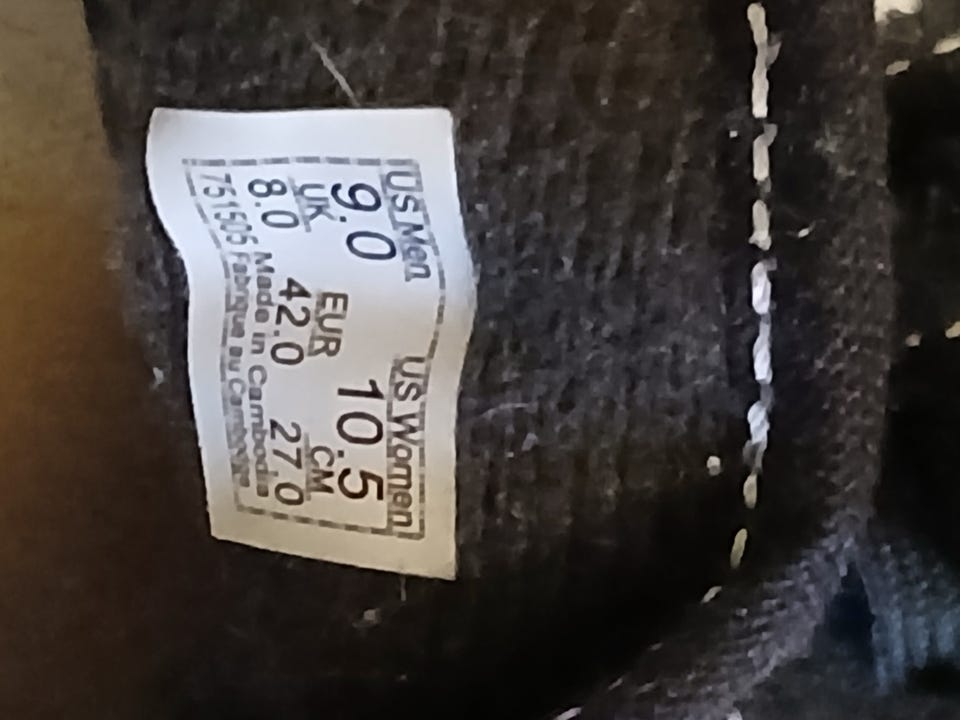 US Men US Women
9.0 10.5
UK EUR CM
8.0 42.0 27.0
751505 Made in Cambodia
Fabriqué au Cambodge